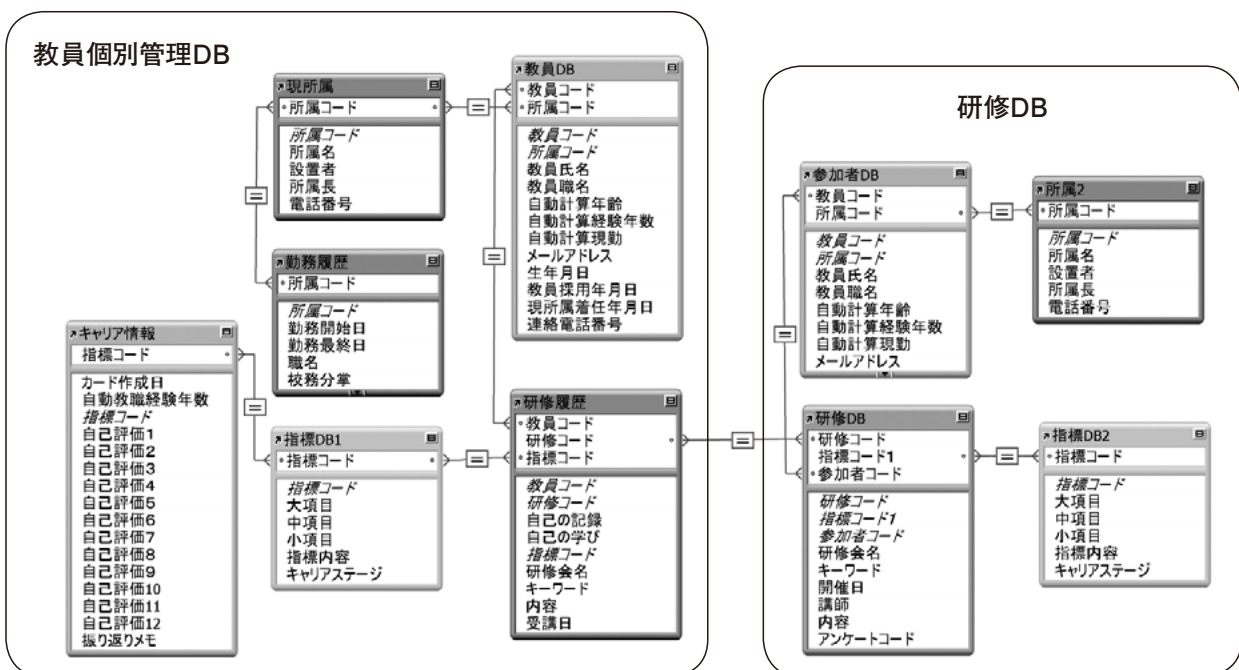 教員個別管理DB
現所属
所属コード
所属コード
所属名
設置者
所属長
電話番号
勤務履歴
所属コード
所属コード
勤務開始日
勤務最終日
職名
校務分掌
キャリア情報
指標コード
カード作成日
自動教職経験年数
指標コード
自己評価1
自己評価2
自己評価3
自己評価4
自己評価5
自己評価6
自己評価7
自己評価8
自己評価9
自己評価10
自己評価11
自己評価12
振り返りメモ
指標DB1
指標コード
指標コード
大項目
中項目
小項目
指標内容
キャリアステージ
教員DB
教員コード
所属コード
教員コード
所属コード
教員氏名
教員職名
自動計算年齢
自動計算経験年数
自動計算現勤
メールアドレス
生年月日
教員採用年月日
現所属着任年月日
連絡電話番号
研修履歴
教員コード
研修コード
指標コード
教員コード
研修コード
自己の記録
自己の学び
指標コード
研修会名
キーワード
内容
受講日
研修DB
参加者DB
教員コード
所属コード
教員コード
所属コード
教員氏名
教員職名
自動計算年齢
自動計算経験年数
自動計算現勤
メールアドレス
所属2
所属コード
所属コード
所属名
設置者
所属長
電話番号
研修DB
研修コード
指標コード1
参加者コード
研修コード
指標コード1
参加者コード
研修会名
キーワード
開催日
講師
内容
アンケートコード
指標DB2
指標コード
指標コード
大項目
中項目
小項目
指標内容
キャリアステージ